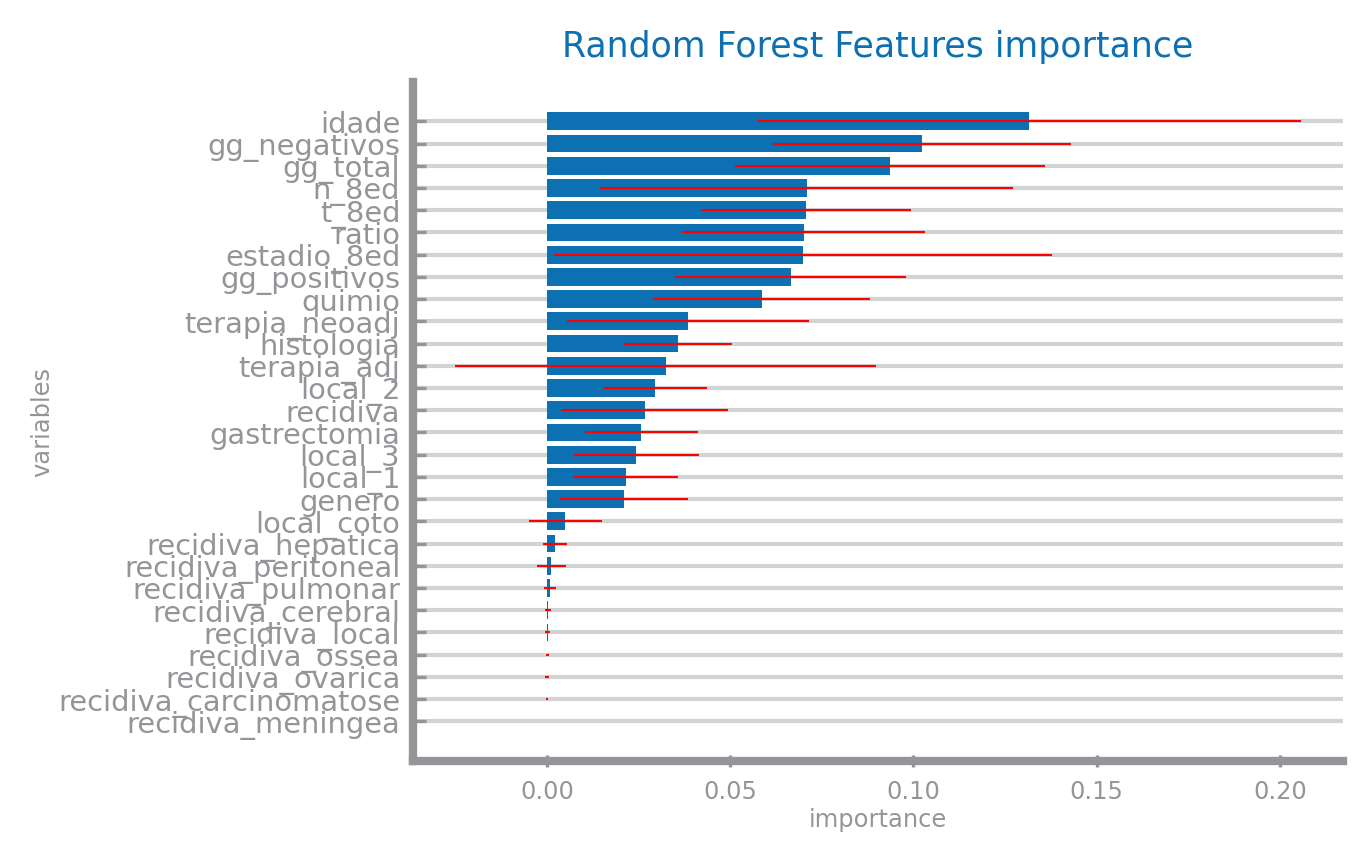 Random Forest Features importance
idade
gg_negativos
gg_total
n_8ed
t_8ed
ratio
estadio_8ed
gg_positivos
quimio
terapia_neoadj
histologia
terapia_adj
local_2
recidiva
gastrectomia
local_3
local_1
genero
local_coto
recidiva_hepatica
recidiva_peritoneal
recidiva_pulmonar
recidiva_cerebral
recidiva_local
recidiva_ossea
recidiva_ovarica
recidiva_carcinomatose
recidiva_meningea
variables
0.00 0.05 0.10 0.15 0.20
importance